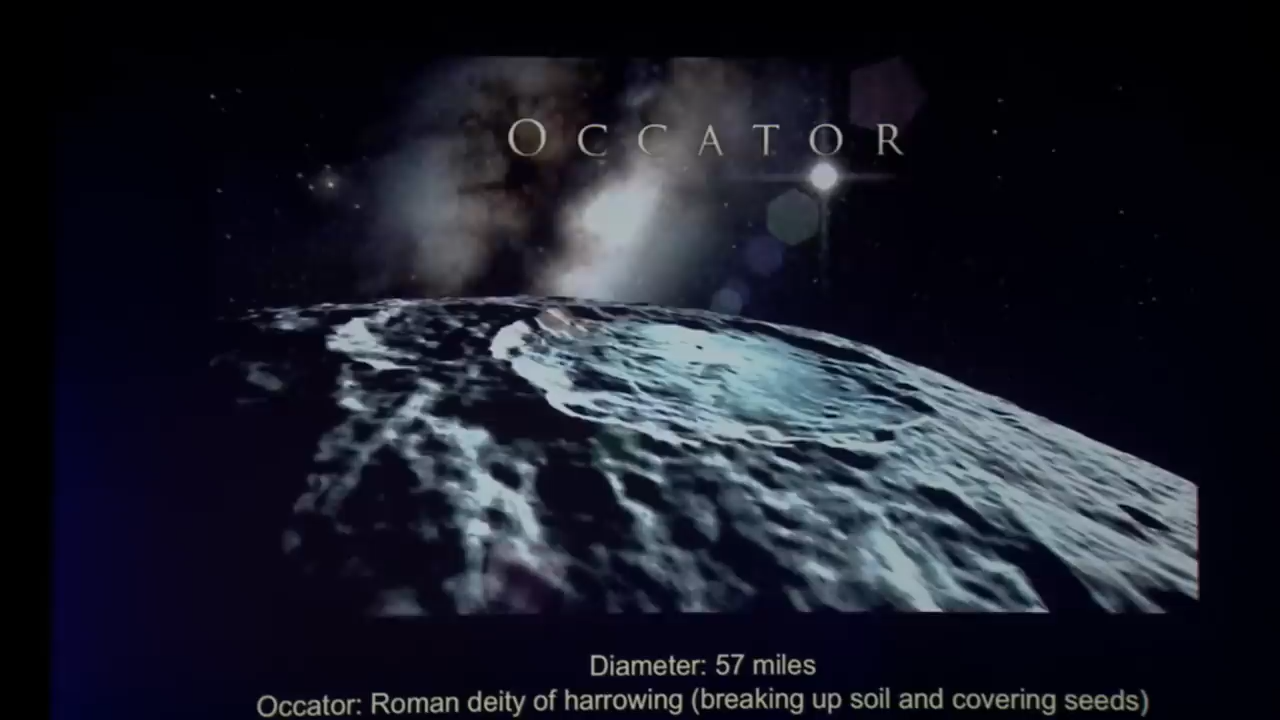 OCCATOR
Diameter: 57 miles
Occator: Roman deity of harrowing (breaking up soil and covering seeds)